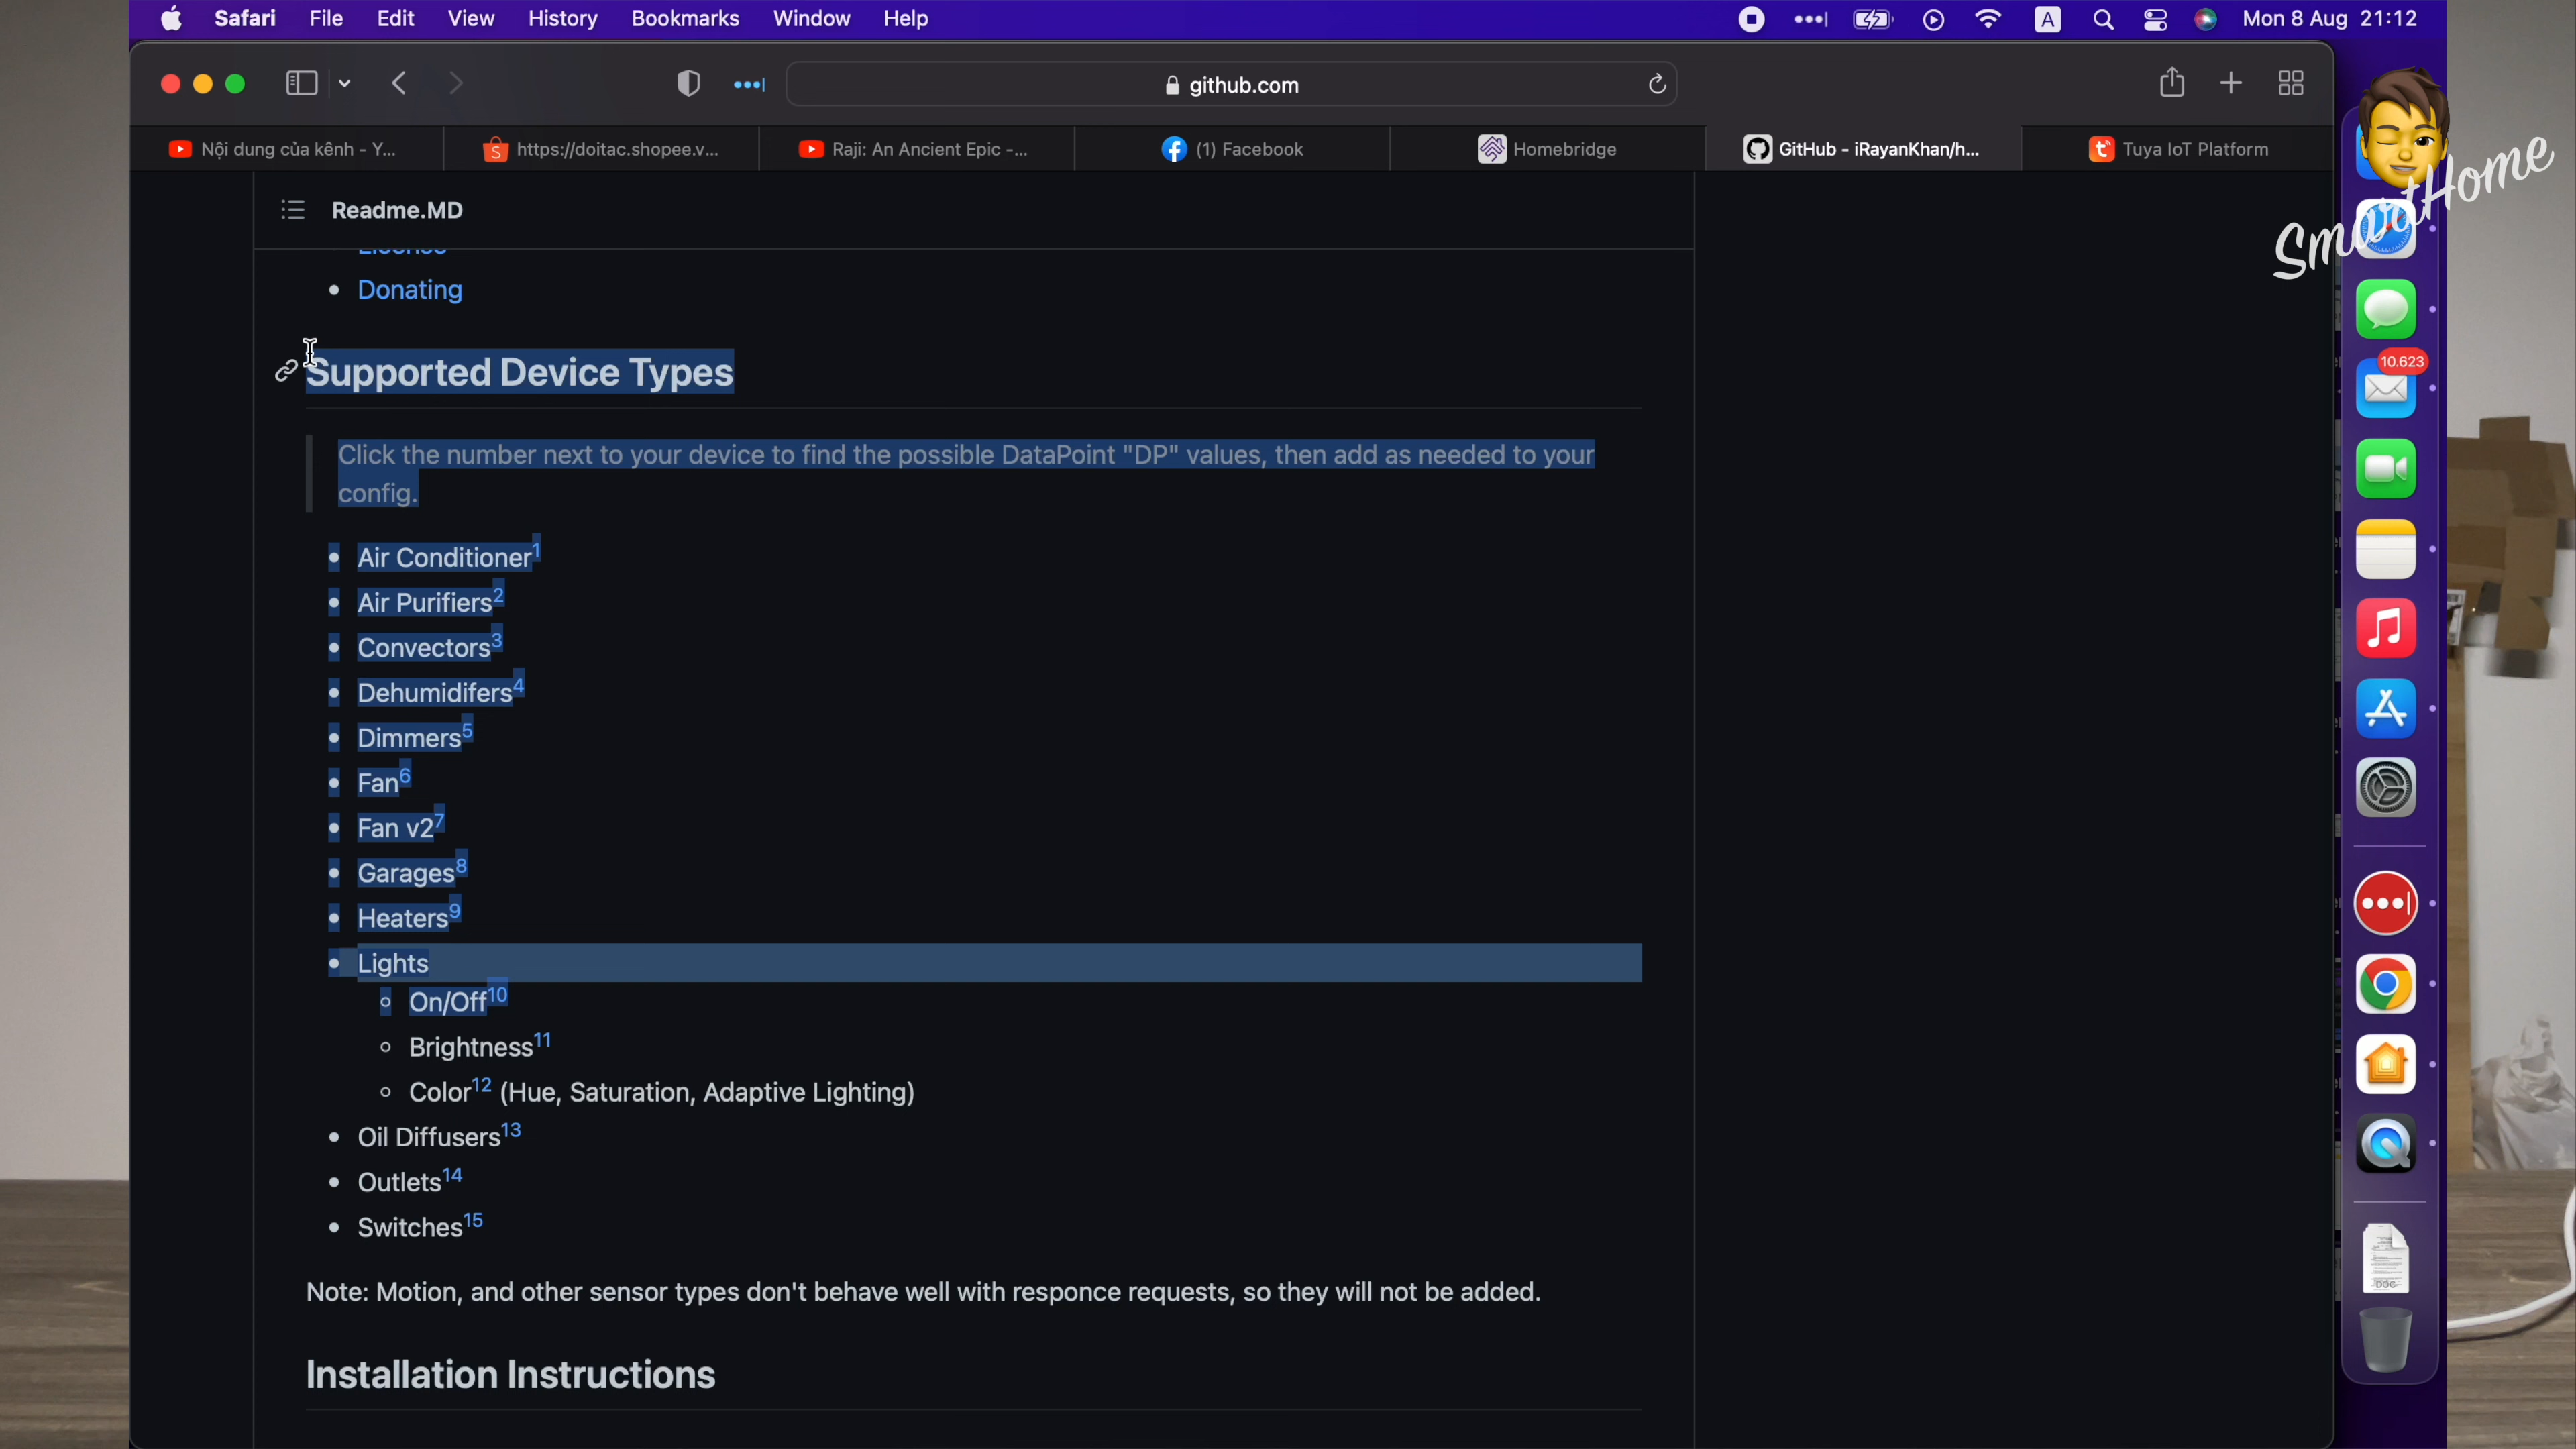 Safari File Edit View History Bookmarks Window Help
A
Mon 8 Aug 21:12
github.com
Nội dung của kênh - Y...
https://doitac.shopee.v...
Raji: An Ancient Epic -...
(1) Facebook
Homebridge
GitHub - iRayanKhan/h...
Tuya IoT Platform
SmartHome
Readme.MD
License
Donating
Supported Device Types
Click the number next to your device to find the possible DataPoint "DP" values, then add as needed to your
config.
Air Conditioner1
Air Purifiers2
Convectors3
Dehumidifers4
Dimmers5
Fan6
Fan v27
Garages8
Heaters9
Lights
On/Off10
Brightness11
Color12 (Hue, Saturation, Adaptive Lighting)
Oil Diffusers13
Outlets14
Switches15
Note: Motion, and other sensor types don't behave well with responce requests, so they will not be added.
Installation Instructions
10.623
DOC